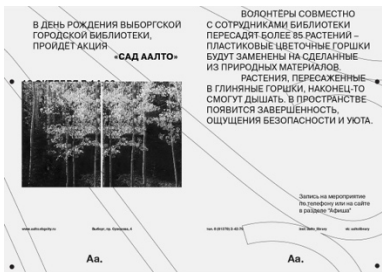 В ДЕНЬ РОЖДЕНИЯ ВЫБОРГСКОЙ
ГОРОДСКОЙ БИБЛИОТЕКИ,
ПРОЙДЁТ АКЦИЯ
«САД ААЛТО»
ВОЛОНТЁРЫ СОВМЕСТНО
С СОТРУДНИКАМИ БИБЛИОТЕКИ
ПЕРЕСАДЯТ БОЛЕЕ 85 РАСТЕНИЙ –
ПЛАСТИКОВЫЕ ЦВЕТОЧНЫЕ ГОРШКИ
БУДУТ ЗАМЕНЕНЫ НА СДЕЛАННЫЕ
ИЗ ПРИРОДНЫХ МАТЕРИАЛОВ.
РАСТЕНИЯ, ПЕРЕСАЖЕННЫЕ
В ГЛИНЯНЫЕ ГОРШКИ, НАКОНЕЦ-ТО
СМОГУТ ДЫШАТЬ. В ПРОСТРАНСТВЕ
ПОЯВИТСЯ ЗАВЕРШЕННОСТЬ,
ОЩУЩЕНИЯ БЕЗОПАСНОСТИ И УЮТА.
Запись на мероприятие
по телефону или на сайте
в разделе "Афиша"
Aa.
Aa.